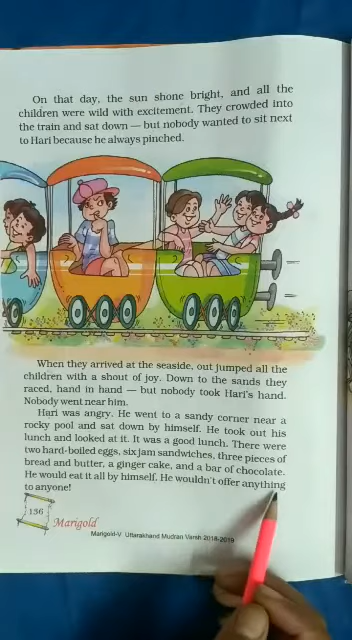 On that day, the sun shone bright, and all the
children were wild with excitement. They crowded into
the train and sat down — but nobody wanted to sit next
to Hari because he always pinched.
When they arrived at the seaside, out jumped all the
children with a shout of joy. Down to the sands they
raced, hand in hand — but nobody took Hari's hand.
Nobody went near him.
Hari was angry. He went to a sandy corner near a
rocky pool and sat down by himself. He took out his
lunch and looked at it. It was a good lunch. There were
two hard-boiled eggs, six jam sandwiches, three pieces of
bread and butter, a ginger cake, and a bar of chocolate.
He would eat it all by himself. He wouldn't offer anything
to anyone!
136
Marigold
Marigold-V Uttarakhand Mudran Varsh 2018-2019